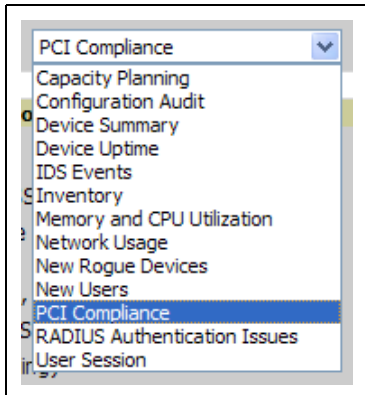 PCI Compliance
Capacity Planning
Configuration Audit
Device Summary
Device Uptime
IDS Events
Inventory
Memory and CPU Utilization
Network Usage
New Rogue Devices
New Users
PCI Compliance
RADIUS Authentication Issues
User Session